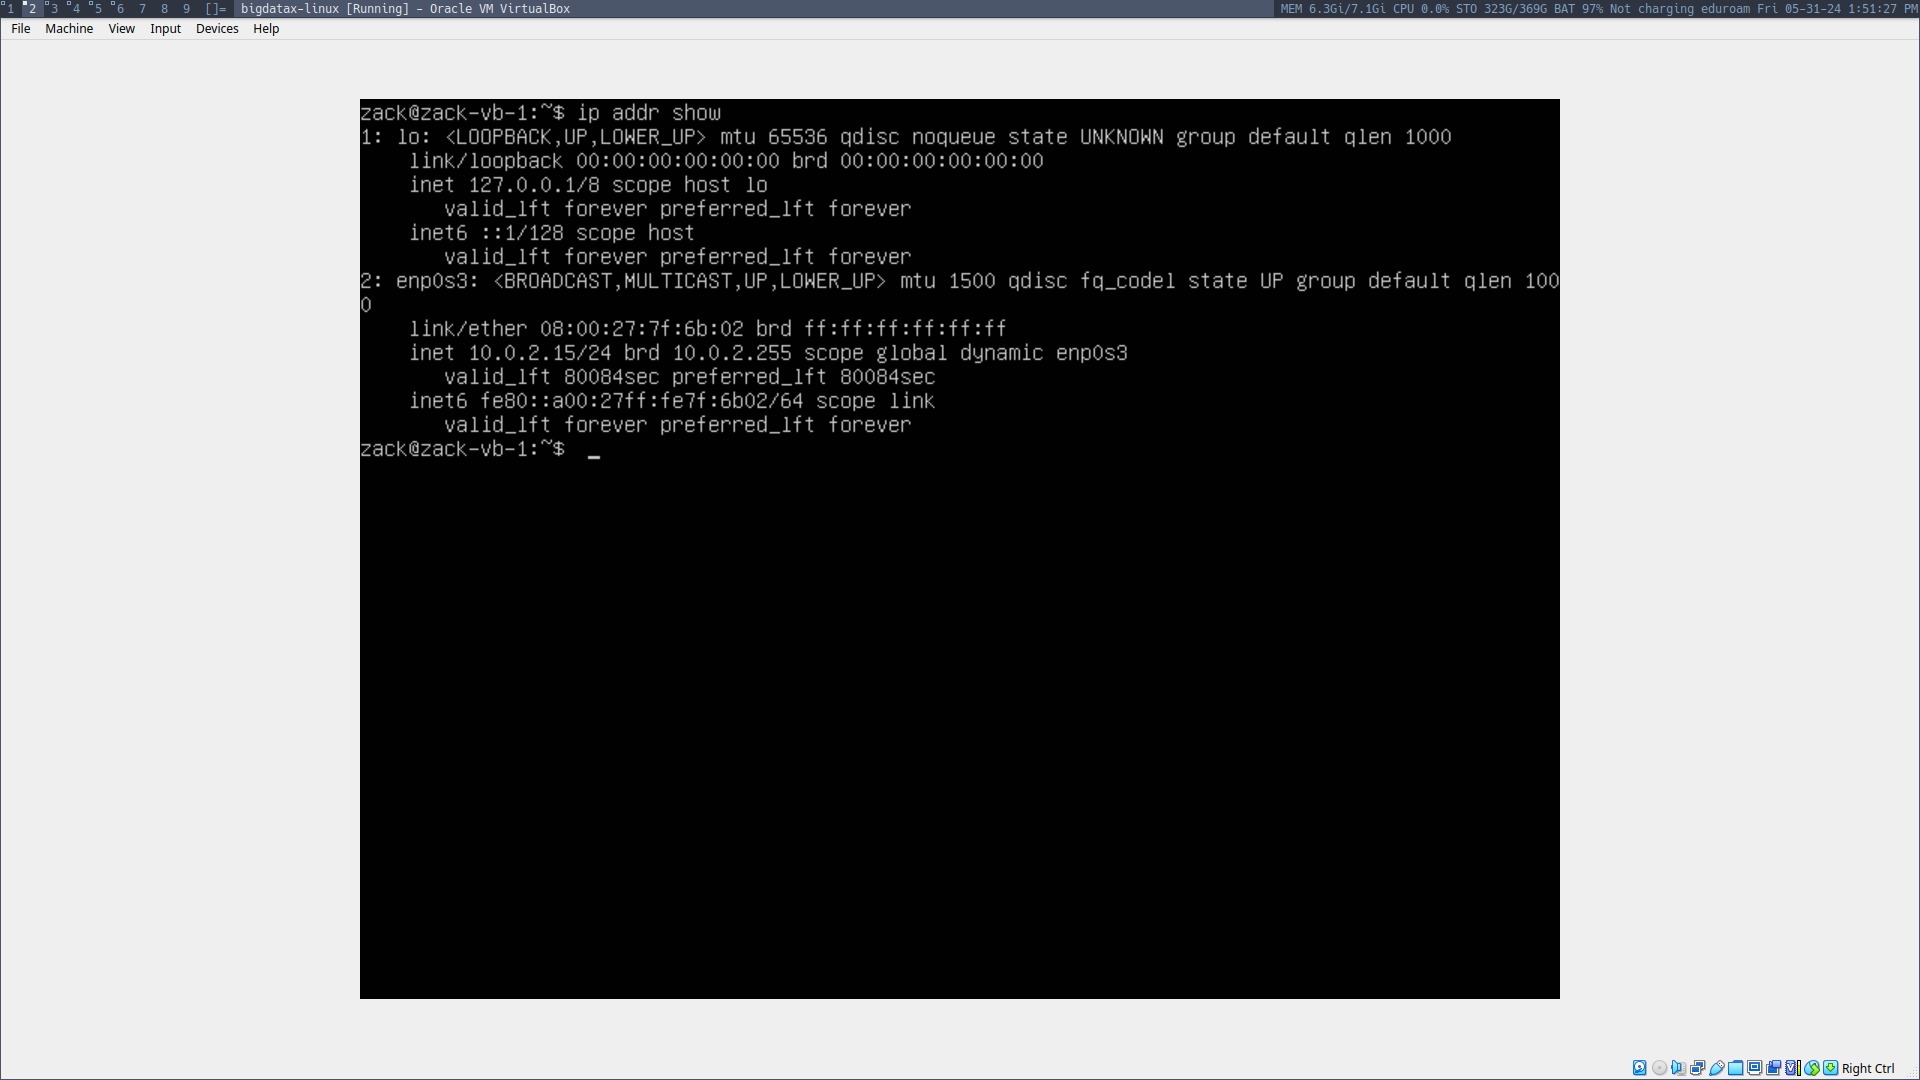 1 2 3 4 5 6 7 8 9 []= bigdatax-linux [Running] - Oracle VM VirtualBox MEM 6.3Gi/7.1Gi CPU 0.0% STO 323G/369G BAT 97% Not charging eduroam Fri 05-31-24 1:51:27 PM
File Machine View Input Devices Help
zack@zack-vb-1:~$ ip addr show
1: lo: <LOOPBACK,UP,LOWER_UP> mtu 65536 qdisc noqueue state UNKNOWN group default qlen 1000
    link/loopback 00:00:00:00:00:00 brd 00:00:00:00:00:00
    inet 127.0.0.1/8 scope host lo
       valid_lft forever preferred_lft forever
    inet6 ::1/128 scope host
       valid_lft forever preferred_lft forever
2: enp0s3: <BROADCAST,MULTICAST,UP,LOWER_UP> mtu 1500 qdisc fq_codel state UP group default qlen 100
0
    link/ether 08:00:27:7f:6b:02 brd ff:ff:ff:ff:ff:ff
    inet 10.0.2.15/24 brd 10.0.2.255 scope global dynamic enp0s3
       valid_lft 80084sec preferred_lft 80084sec
    inet6 fe80::a00:27ff:fe7f:6b02/64 scope link
       valid_lft forever preferred_lft forever
zack@zack-vb-1:~$  _
Right Ctrl